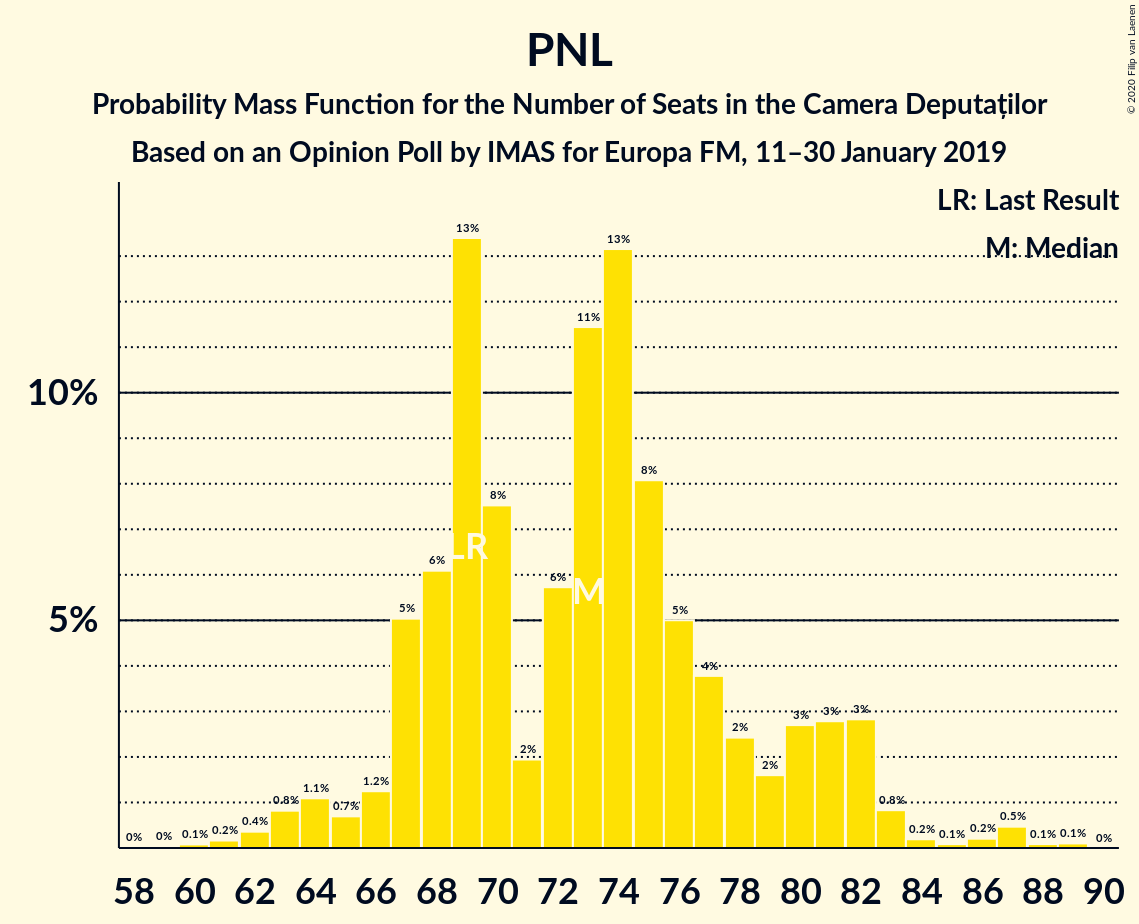 © 2020 Filip van Laenen
PNL
Probability Mass Function for the Number of Seats in the Camera Deputaților
Based on an Opinion Poll by IMAS for Europa FM, 11–30 January 2019
LR: Last Result
M: Median
10%
5%
0% 0% 0.1% 0.2% 0.4% 0.8% 1.1% 0.7% 1.2% 5% 6% 13% 8% 2% 6% 11% 13% 8% 5% 4% 2% 2% 3% 3% 3% 0.8% 0.2% 0.1% 0.2% 0.5% 0.1% 0.1% 0%
LR
M
58 60 62 64 66 68 70 72 74 76 78 80 82 84 86 88 90